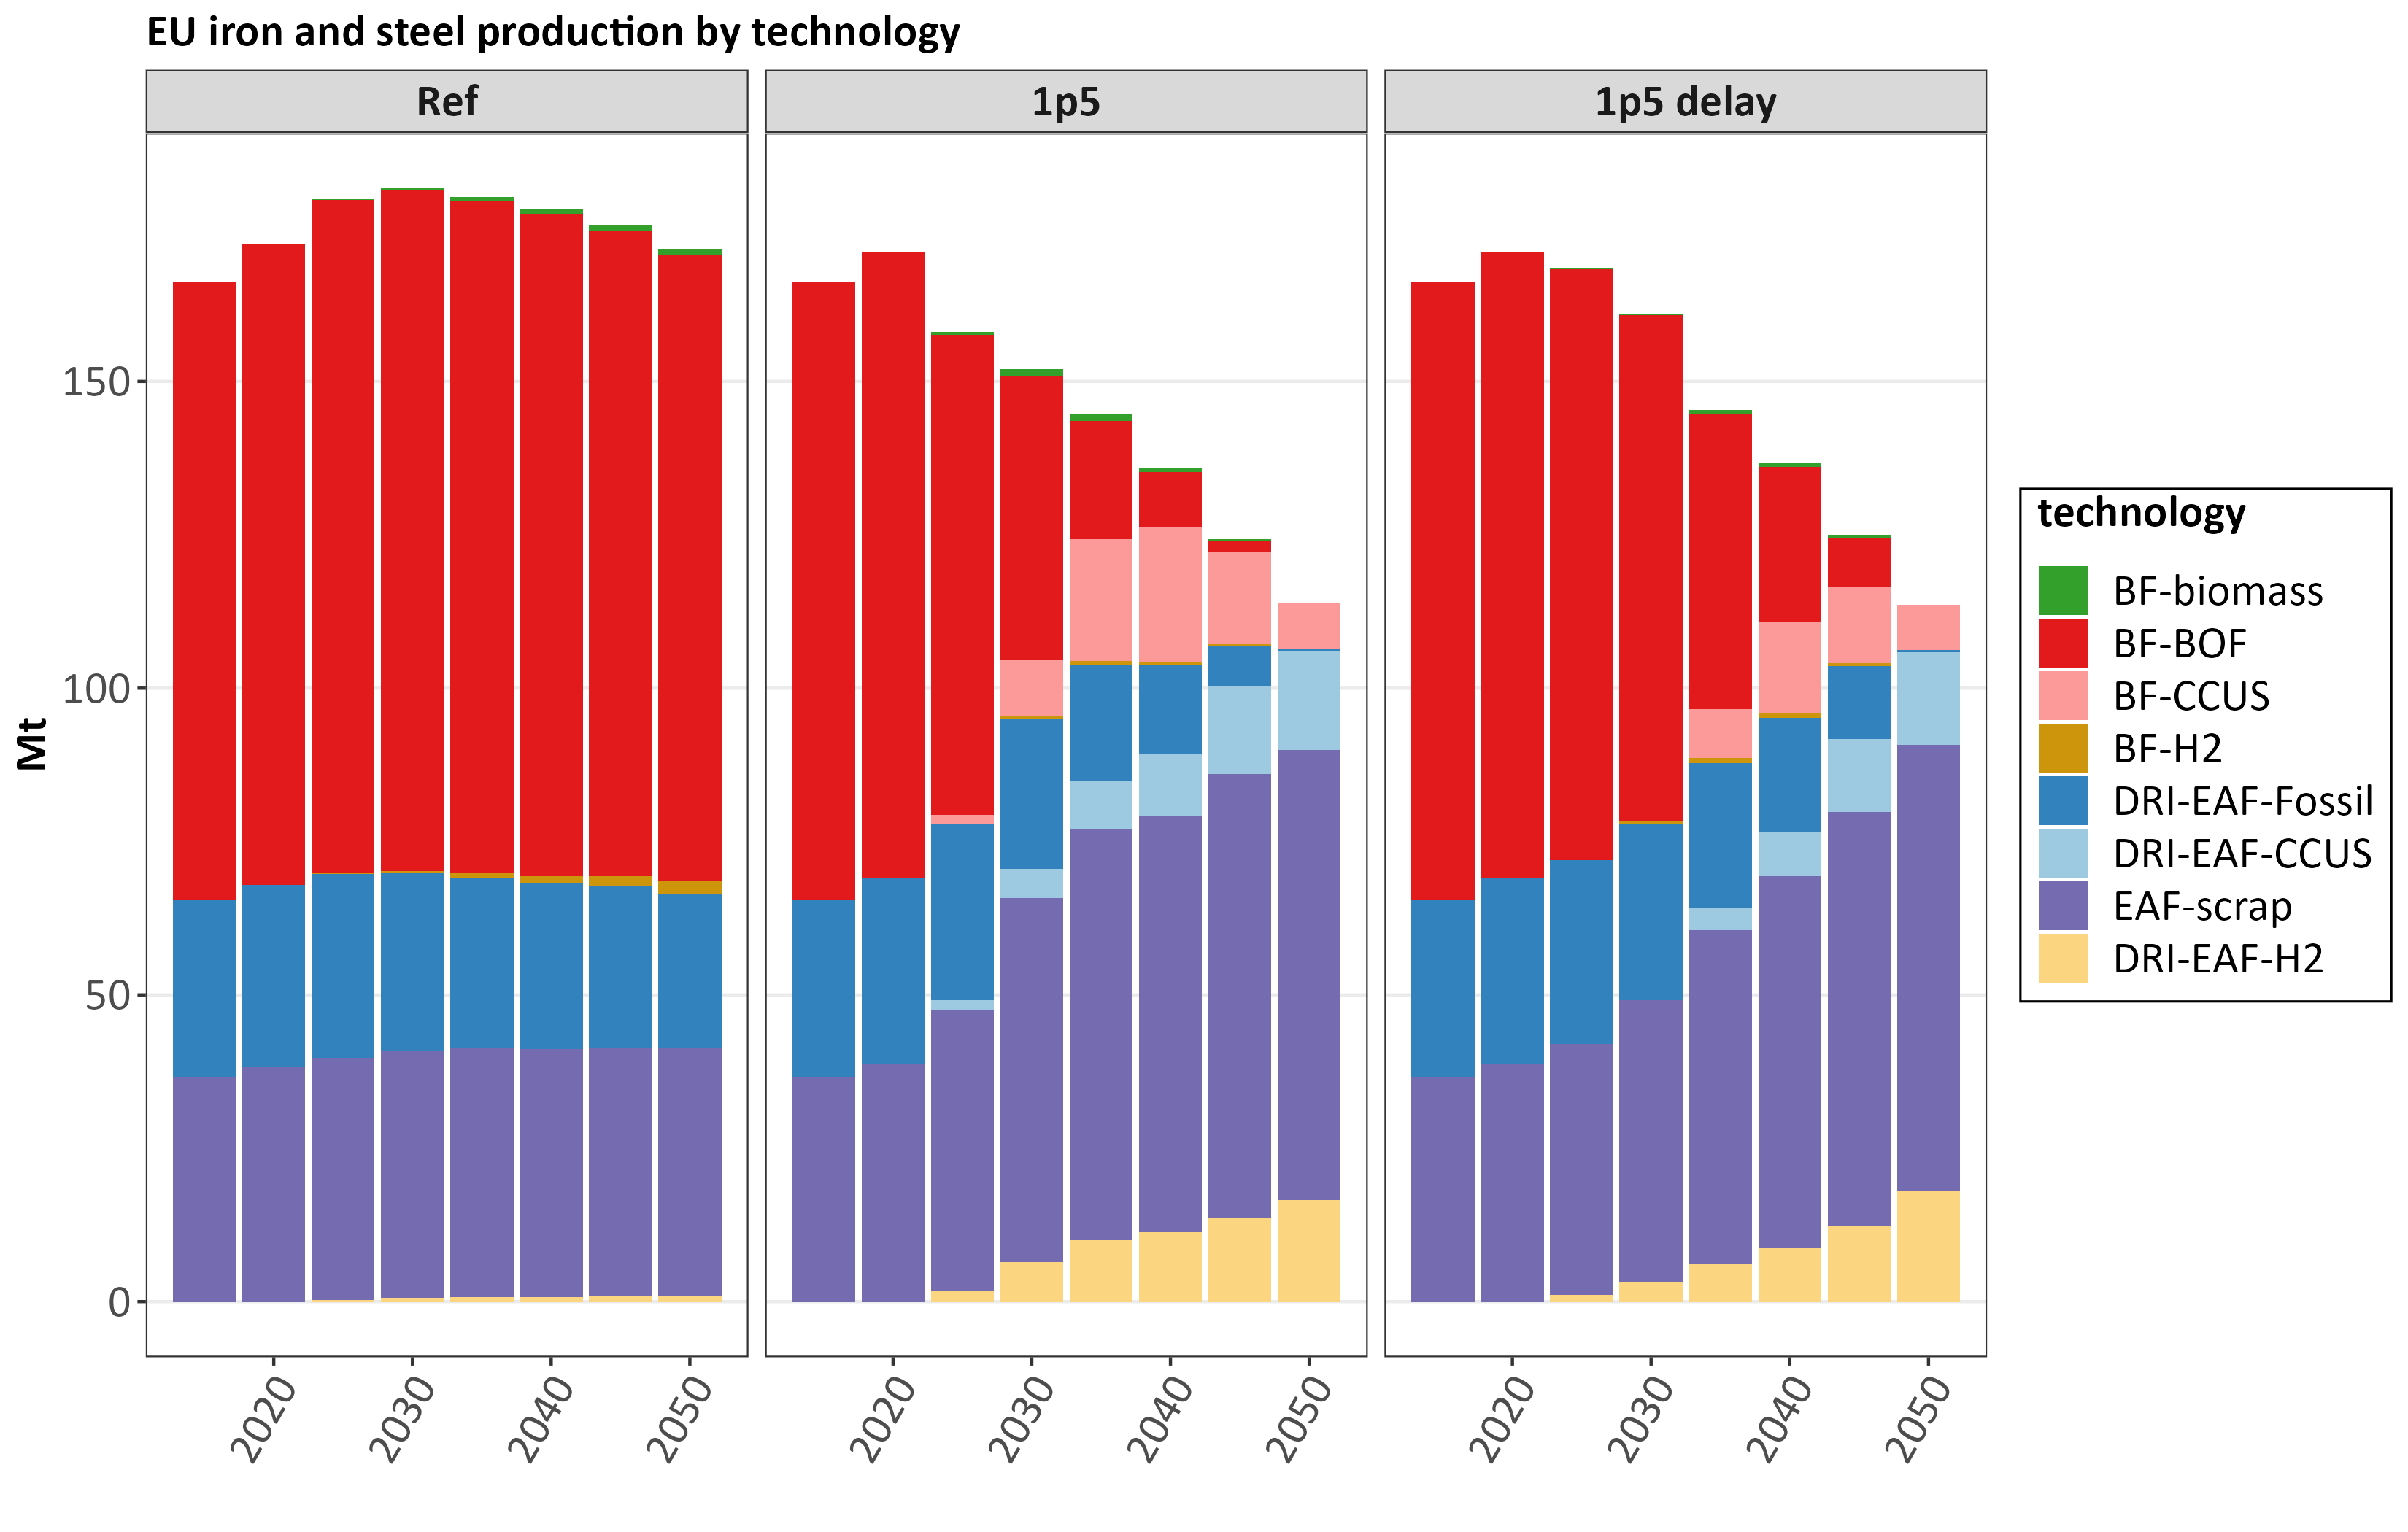 EU iron and steel production by technology
Ref
1p5
1p5 delay
Mt
150
100
50
0
2020
2030
2040
2050
2020
2030
2040
2050
2020
2030
2040
2050
technology
BF-biomass
BF-BOF
BF-CCUS
BF-H2
DRI-EAF-Fossil
DRI-EAF-CCUS
EAF-scrap
DRI-EAF-H2